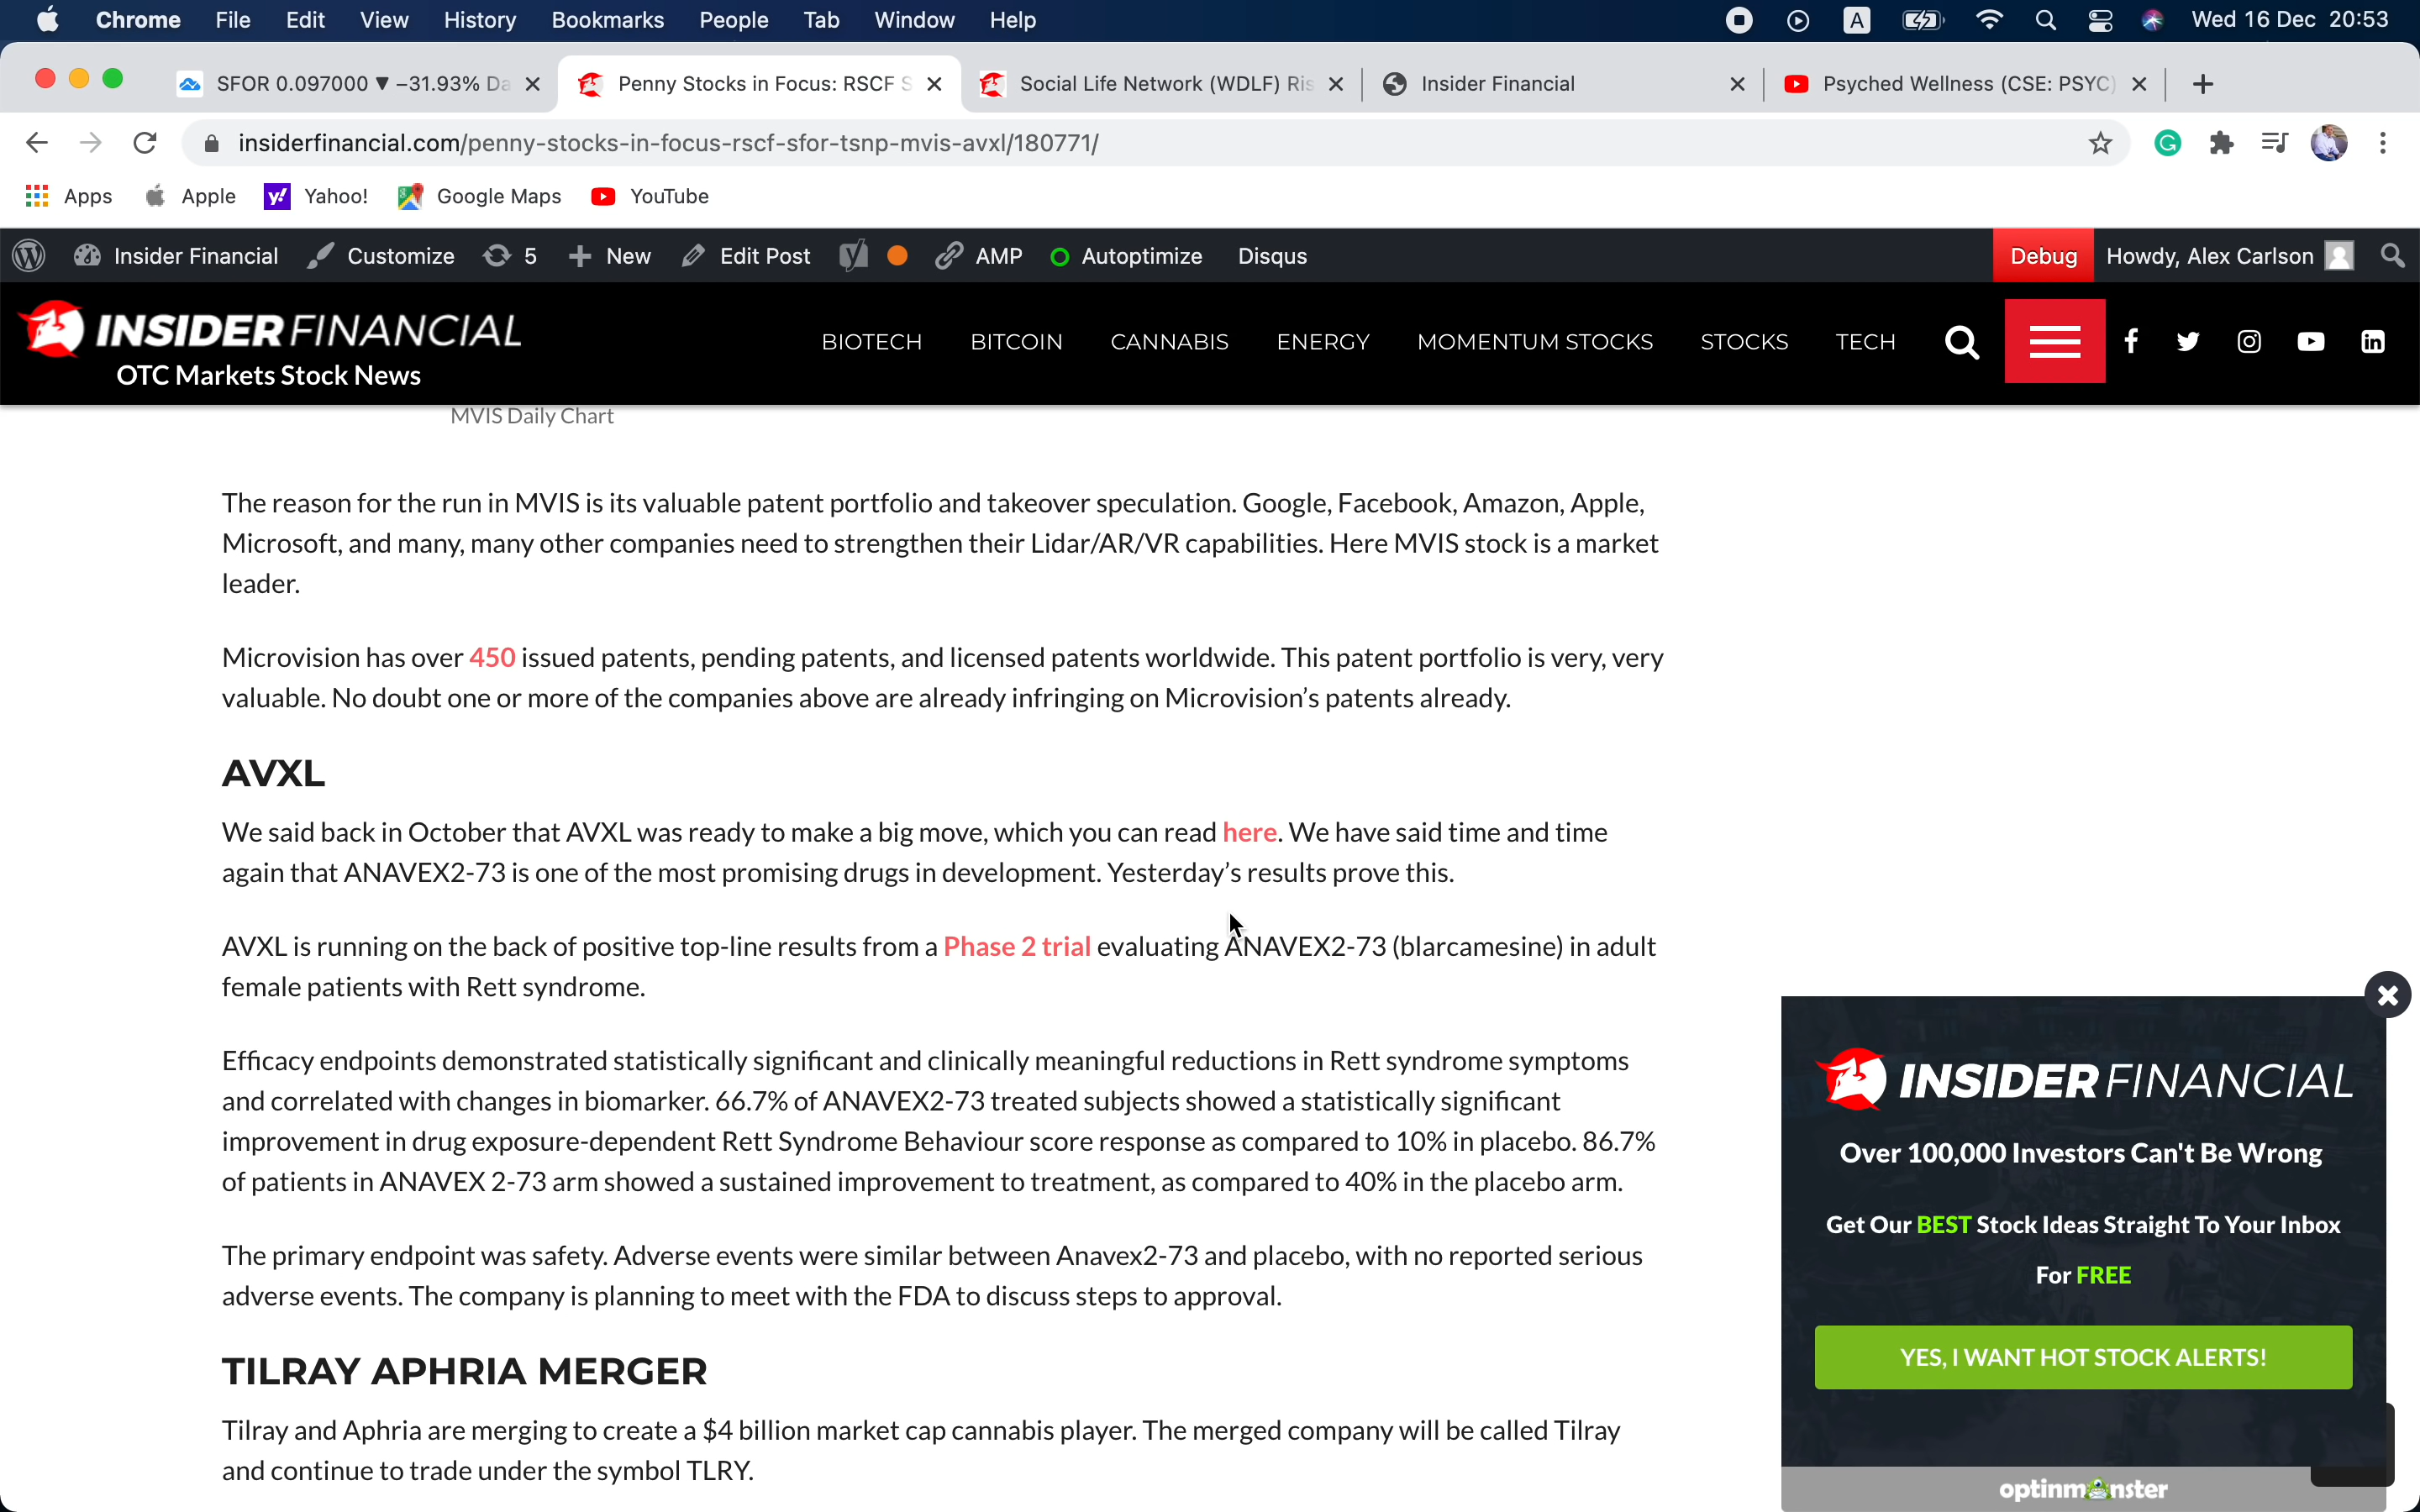 Chrome File Edit View History Bookmarks People Tab Window Help A Wed 16 Dec 20:53
SFOR 0.097000 ▼ −31.93% Da Penny Stocks in Focus: RSCF S Social Life Network (WDLF) Ris Insider Financial Psyched Wellness (CSE: PSYC)
insiderfinancial.com/penny-stocks-in-focus-rscf-sfor-tsnp-mvis-avxl/180771/
Apps Apple Yahoo! Google Maps YouTube
Insider Financial Customize 5 New Edit Post AMP Autoptimize Disqus Debug Howdy, Alex Carlson
INSIDER FINANCIAL
OTC Markets Stock News
BIOTECH BITCOIN CANNABIS ENERGY MOMENTUM STOCKS STOCKS TECH
MVIS Daily Chart
The reason for the run in MVIS is its valuable patent portfolio and takeover speculation. Google, Facebook, Amazon, Apple,
Microsoft, and many, many other companies need to strengthen their Lidar/AR/VR capabilities. Here MVIS stock is a market
leader.
Microvision has over 450 issued patents, pending patents, and licensed patents worldwide. This patent portfolio is very, very
valuable. No doubt one or more of the companies above are already infringing on Microvision’s patents already.
AVXL
We said back in October that AVXL was ready to make a big move, which you can read here. We have said time and time
again that ANAVEX2-73 is one of the most promising drugs in development. Yesterday’s results prove this.
AVXL is running on the back of positive top-line results from a Phase 2 trial evaluating ANAVEX2-73 (blarcamesine) in adult
female patients with Rett syndrome.
Efficacy endpoints demonstrated statistically significant and clinically meaningful reductions in Rett syndrome symptoms
and correlated with changes in biomarker. 66.7% of ANAVEX2-73 treated subjects showed a statistically significant
improvement in drug exposure-dependent Rett Syndrome Behaviour score response as compared to 10% in placebo. 86.7%
of patients in ANAVEX 2-73 arm showed a sustained improvement to treatment, as compared to 40% in the placebo arm.
The primary endpoint was safety. Adverse events were similar between Anavex2-73 and placebo, with no reported serious
adverse events. The company is planning to meet with the FDA to discuss steps to approval.
TILRAY APHRIA MERGER
Tilray and Aphria are merging to create a $4 billion market cap cannabis player. The merged company will be called Tilray
and continue to trade under the symbol TLRY.
INSIDER FINANCIAL
Over 100,000 Investors Can't Be Wrong
Get Our BEST Stock Ideas Straight To Your Inbox
For FREE
YES, I WANT HOT STOCK ALERTS!
optinmonster